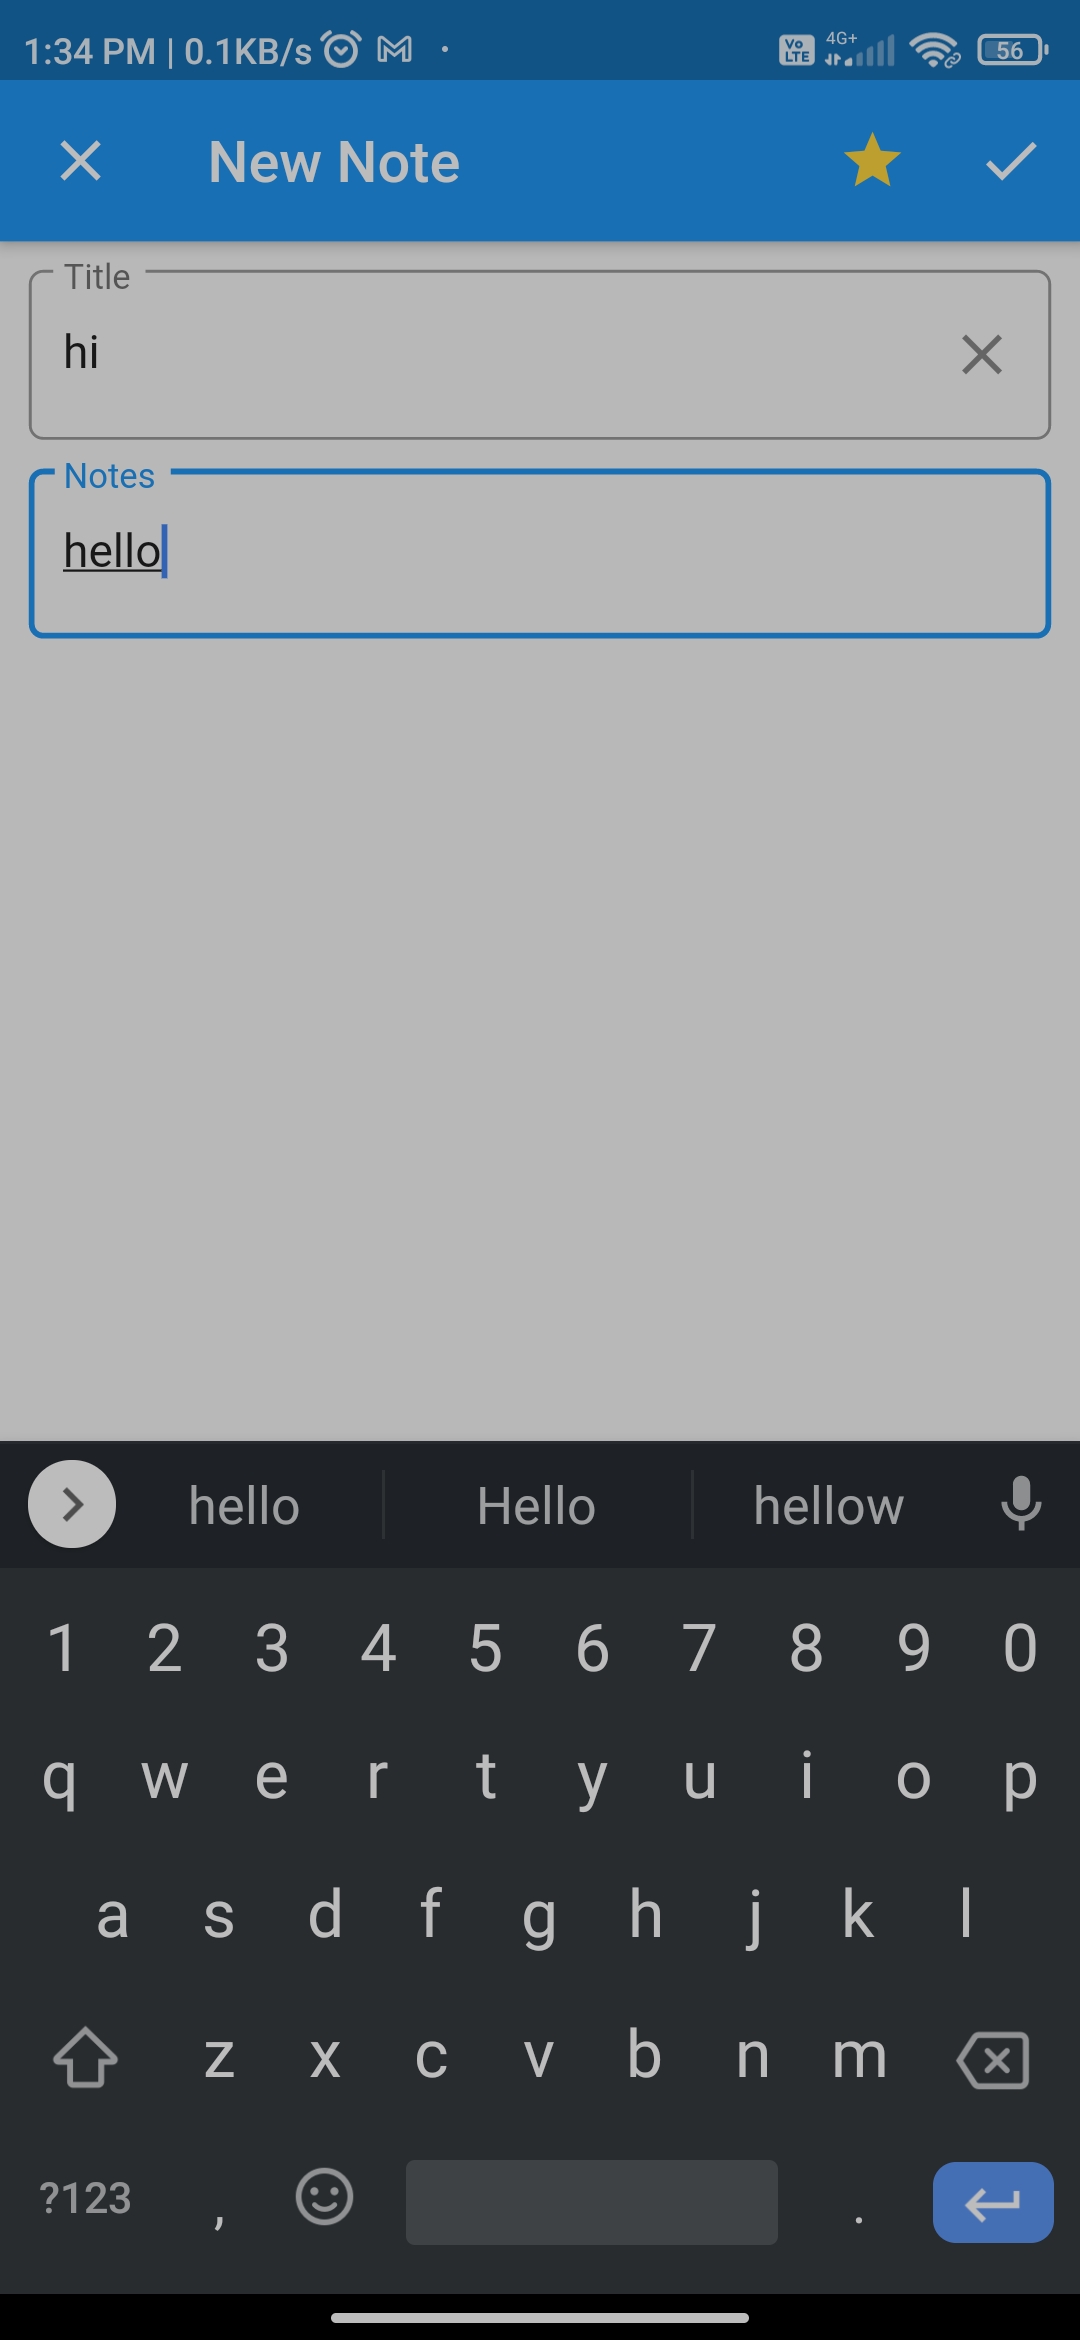 1:34 PM | 0.1KB/s
Vo LTE 4G+ 56
New Note
Title
hi
Notes
hello
hello Hello hellow
1 2 3 4 5 6 7 8 9 0
q w e r t y u i o p
a s d f g h j k l
z x c v b n m
?123 , .